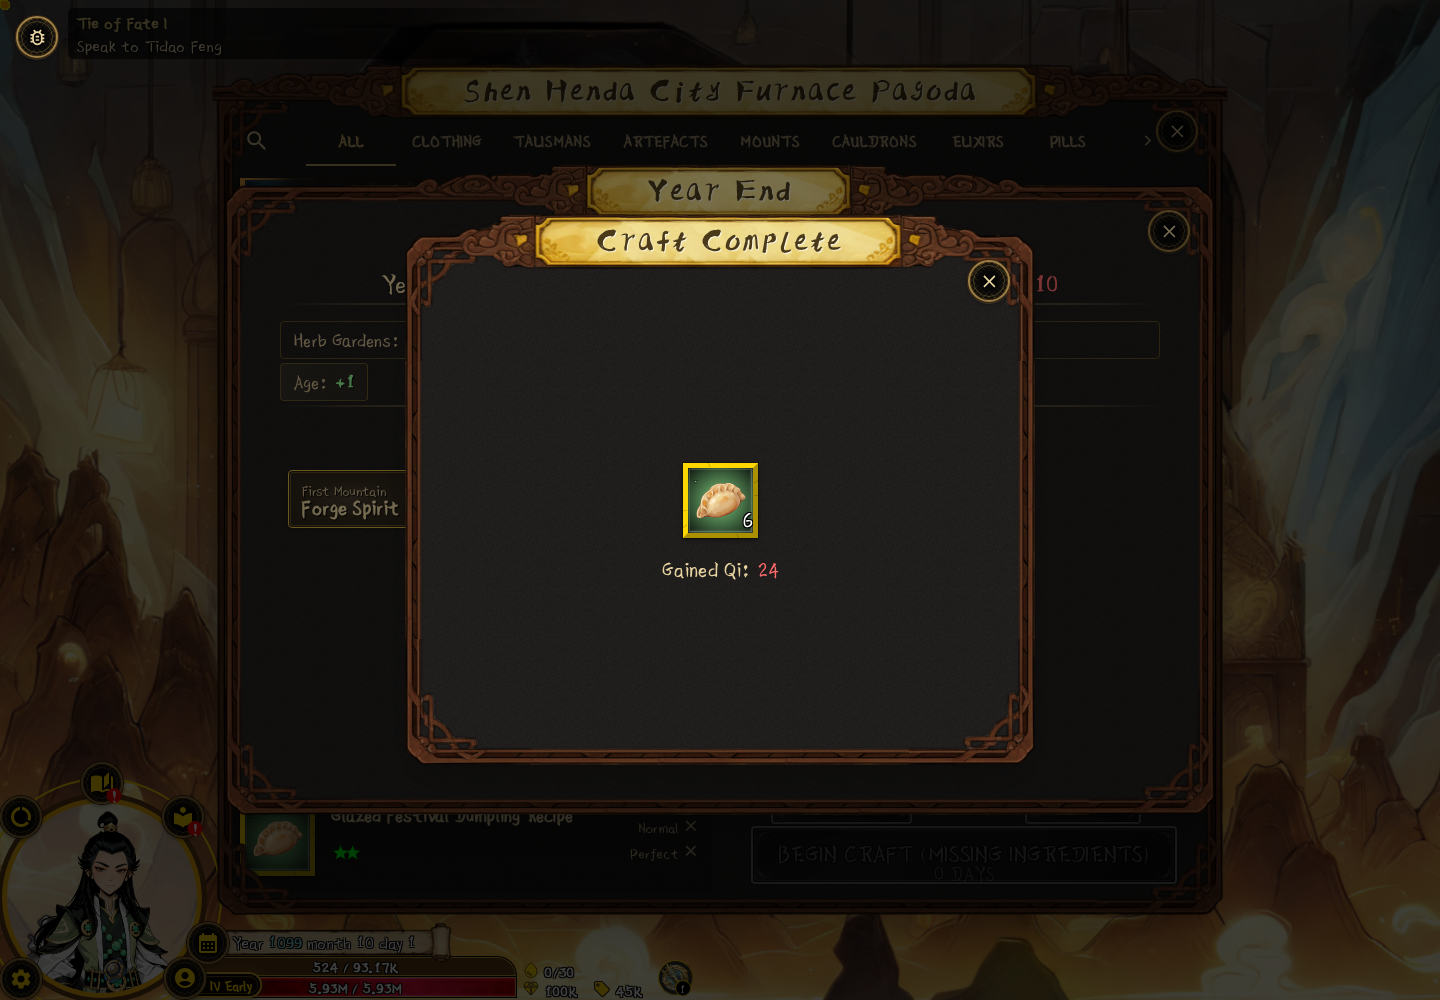 Tie of Fate I
Speak to Tidao Feng
Shen Henda City Furnace Pagoda
ALL CLOTHING TALISMANS ARTEFACTS MOUNTS CAULDRONS ELIXIRS PILLS
Year End
Craft Complete
Ye
10
Herb Gardens:
Age: +1
First Mountain
Forge Spirit
6
Gained Qi: 24
Glazed Festival Dumpling Recipe
Normal
Perfect
BEGIN CRAFT (MISSING INGREDIENTS)
0 DAYS
Year 1099 month 10 day 1
524 / 93.17K
IV Early
5.93M / 5.93M
0/30
100K
45K